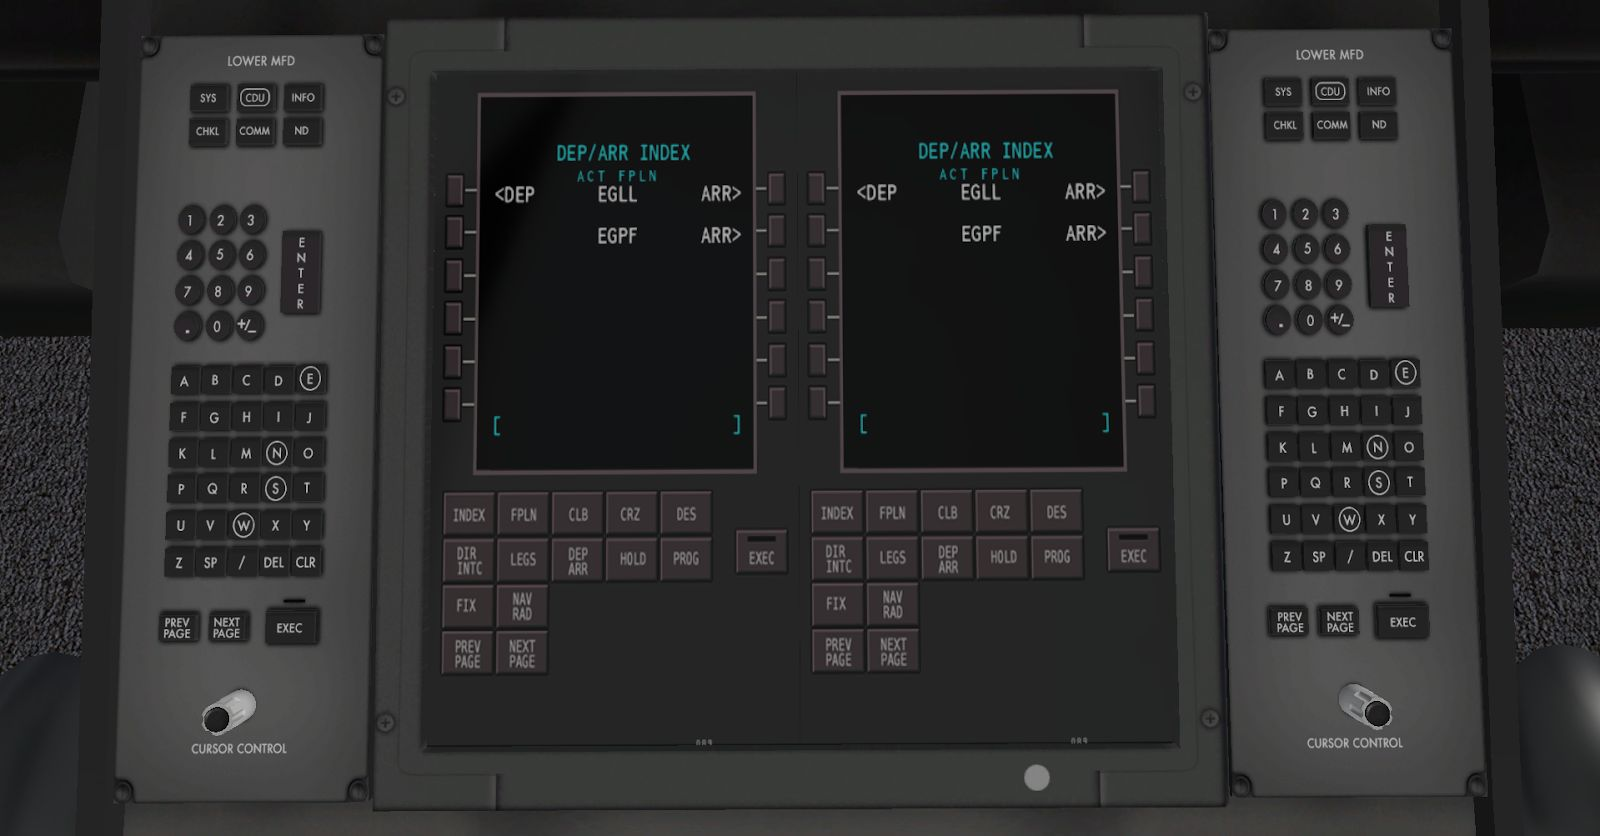 LOWER MFD
SYS CDU INFO
CHKL COMM ND
1 2 3
4 5 6
7 8 9
. 0 +/_
ENTER
A B C D E
F G H I J
K L M N O
P Q R S T
U V W X Y
Z SP / DEL CLR
PREV PAGE
NEXT PAGE
EXEC
CURSOR CONTROL
DEP/ARR INDEX
ACT FPLN
<DEP EGLL ARR>
EGPF ARR>
[ ]
INDEX FPLN CLB CRZ DES
DIR INTC LEGS DEP ARR HOLD PROG
EXEC
FIX NAV RAD
PREV PAGE NEXT PAGE
DEP/ARR INDEX
ACT FPLN
<DEP EGLL ARR>
EGPF ARR>
[ ]
INDEX FPLN CLB CRZ DES
DIR INTC LEGS DEP ARR HOLD PROG
EXEC
FIX NAV RAD
PREV PAGE NEXT PAGE
LOWER MFD
SYS CDU INFO
CHKL COMM ND
1 2 3
4 5 6
7 8 9
. 0 +/_
ENTER
A B C D E
F G H I J
K L M N O
P Q R S T
U V W X Y
Z SP / DEL CLR
PREV PAGE
NEXT PAGE
EXEC
CURSOR CONTROL